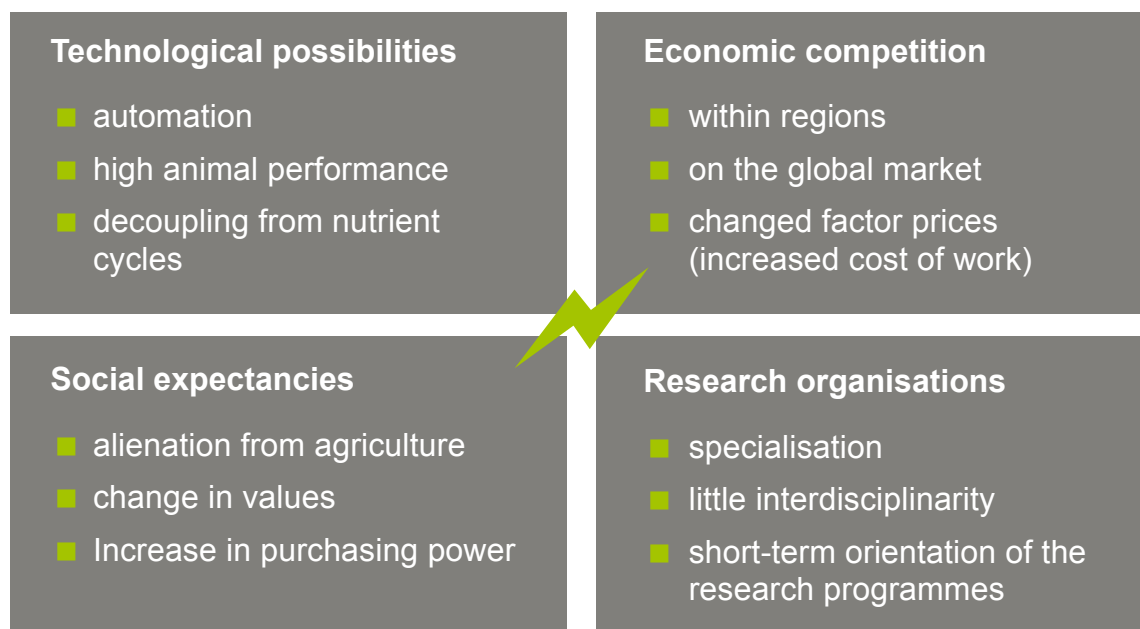 Technological possibilities
automation
high animal performance
decoupling from nutrient
cycles
Economic competition
within regions
on the global market
changed factor prices
(increased cost of work)
Social expectancies
alienation from agriculture
change in values
Increase in purchasing power
Research organisations
specialisation
little interdisciplinarity
short-term orientation of the
research programmes